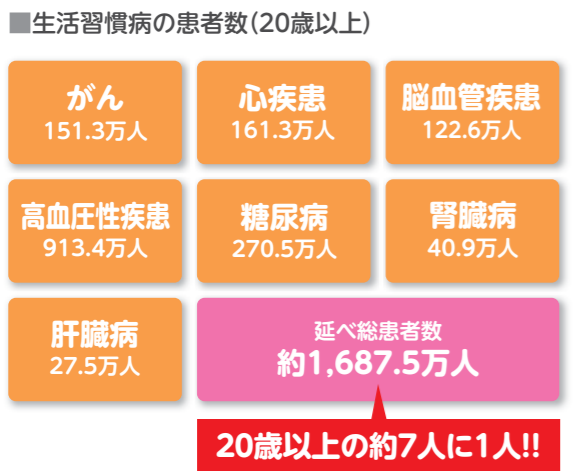 ■生活習慣病の患者数(20歳以上)
がん
151.3万人
心疾患
161.3万人
脳血管疾患
122.6万人
高血圧性疾患
913.4万人
糖尿病
270.5万人
腎臓病
40.9万人
肝臓病
27.5万人
延べ総患者数
約1,687.5万人
20歳以上の約7人に1人!!